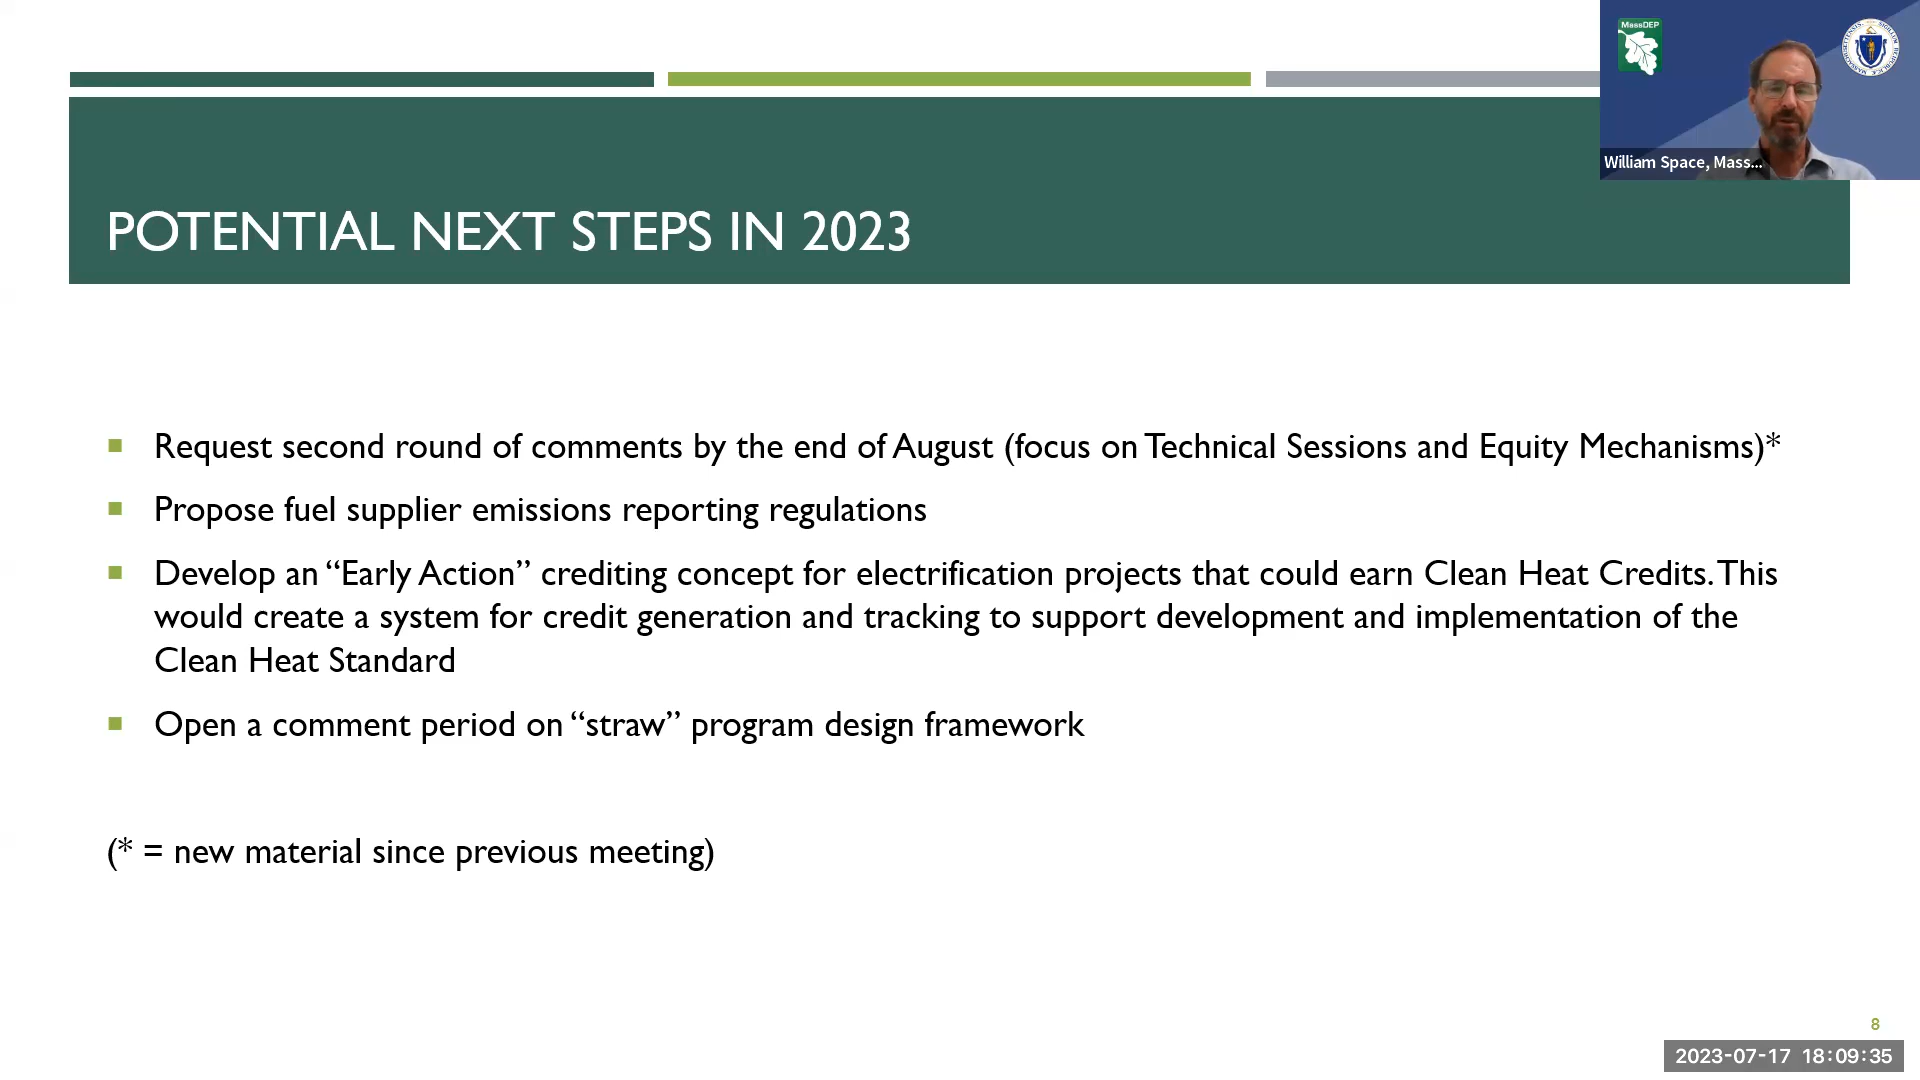 MassDEP
William Space, Mass...
POTENTIAL NEXT STEPS IN 2023
Request second round of comments by the end of August (focus on Technical Sessions and Equity Mechanisms)*
Propose fuel supplier emissions reporting regulations
Develop an “Early Action” crediting concept for electrification projects that could earn Clean Heat Credits. This
would create a system for credit generation and tracking to support development and implementation of the
Clean Heat Standard
Open a comment period on “straw” program design framework
(* = new material since previous meeting)
8
2023-07-17 18:09:35